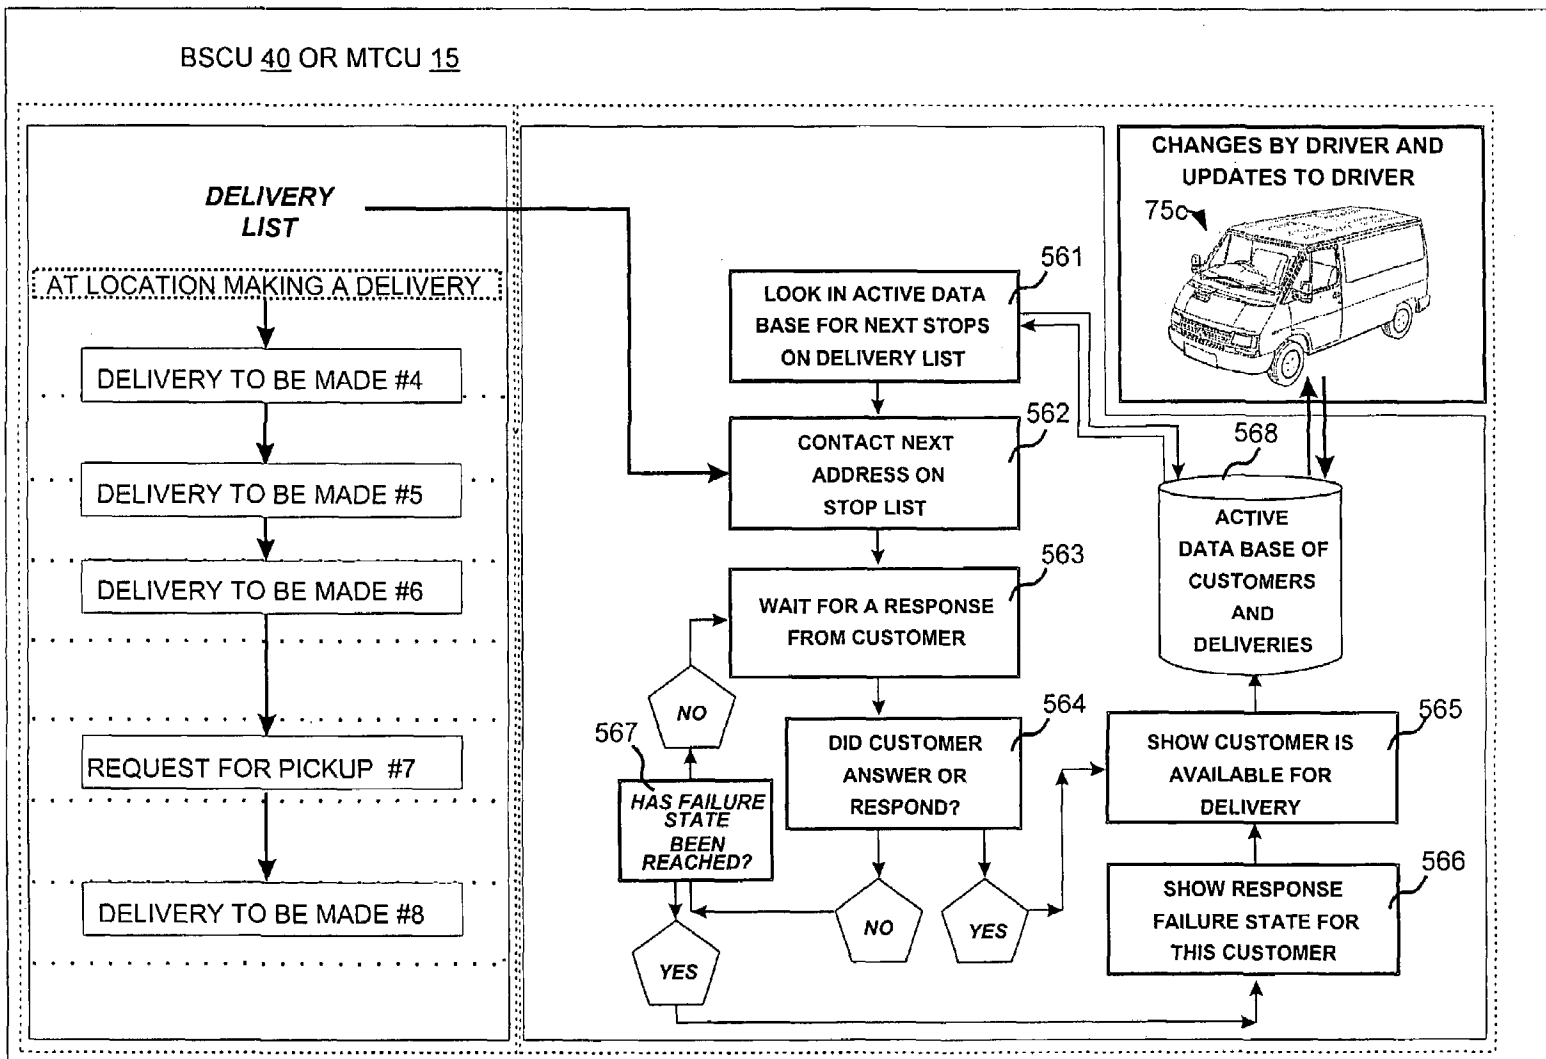 BSCU 40 OR MTCU 15
DELIVERY
LIST
AT LOCATION MAKING A DELIVERY
DELIVERY TO BE MADE #4
DELIVERY TO BE MADE #5
DELIVERY TO BE MADE #6
REQUEST FOR PICKUP #7
DELIVERY TO BE MADE #8
561
LOOK IN ACTIVE DATA
BASE FOR NEXT STOPS
ON DELIVERY LIST
562
CONTACT NEXT
ADDRESS ON
STOP LIST
563
WAIT FOR A RESPONSE
FROM CUSTOMER
NO
564
DID CUSTOMER
ANSWER OR
RESPOND?
567
HAS FAILURE
STATE
BEEN
REACHED?
NO
YES
YES
CHANGES BY DRIVER AND
UPDATES TO DRIVER
75c
568
ACTIVE
DATA BASE OF
CUSTOMERS
AND
DELIVERIES
565
SHOW CUSTOMER IS
AVAILABLE FOR
DELIVERY
566
SHOW RESPONSE
FAILURE STATE FOR
THIS CUSTOMER